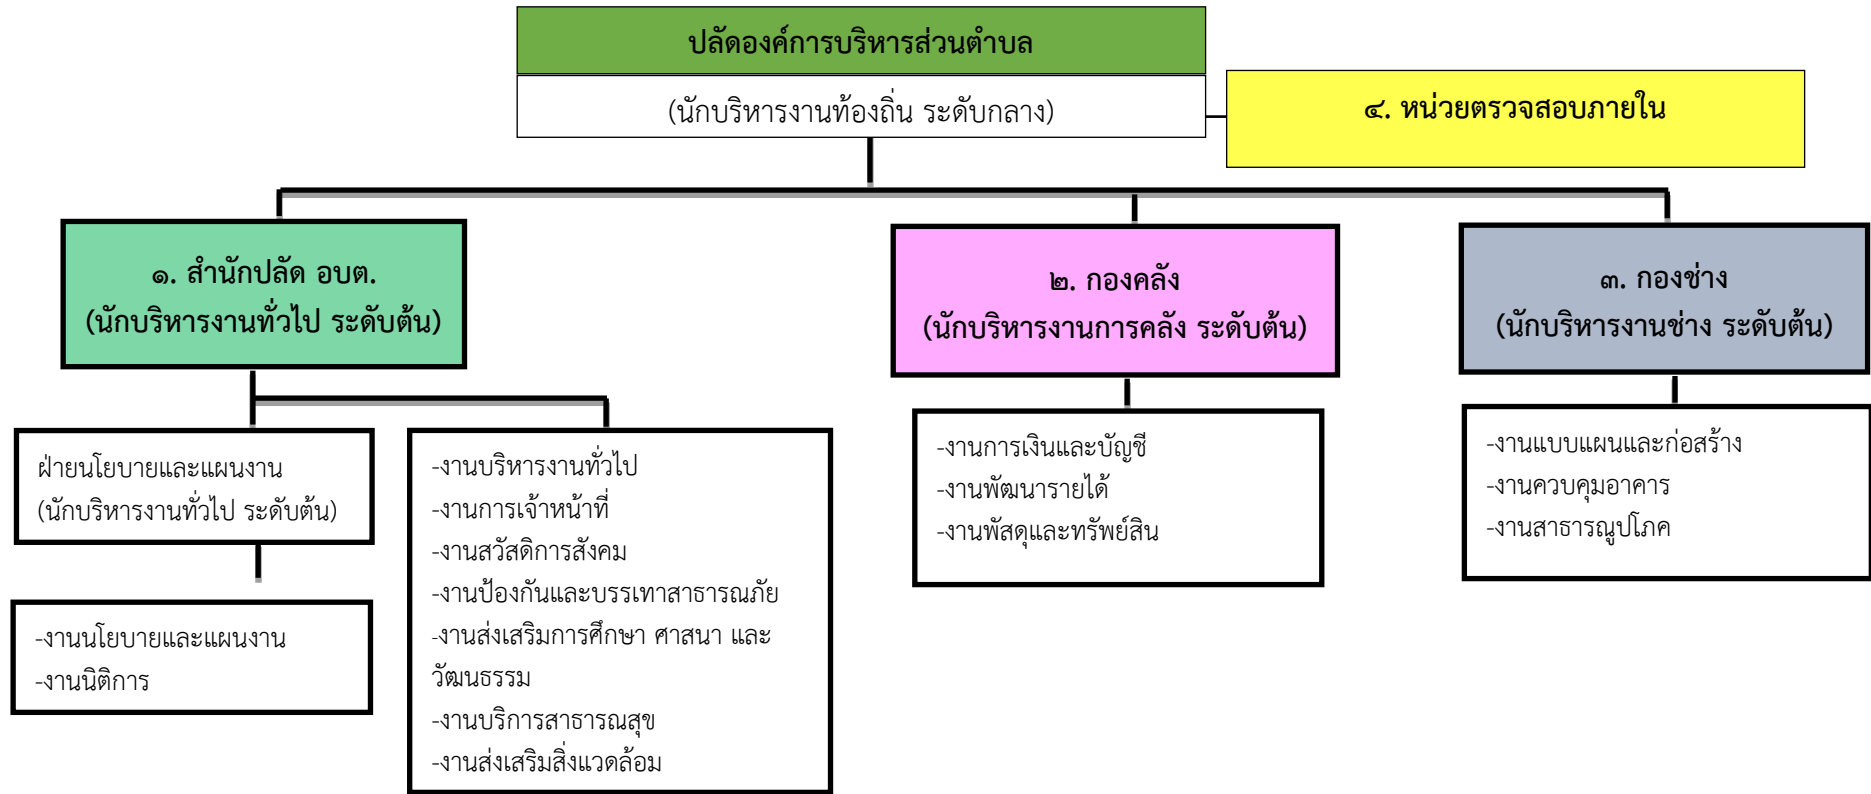 ปลัดองค์การบริหารส่วนตำบล
(นักบริหารงานท้องถิ่น ระดับกลาง)
๔. หน่วยตรวจสอบภายใน
๑. สำนักปลัด อบต.
(นักบริหารงานทั่วไป ระดับต้น)
๒. กองคลัง
(นักบริหารงานการคลัง ระดับต้น)
๓. กองช่าง
(นักบริหารงานช่าง ระดับต้น)
ฝ่ายนโยบายและแผนงาน
(นักบริหารงานทั่วไป ระดับต้น)
-งานนโยบายและแผนงาน
-งานนิติการ
-งานบริหารงานทั่วไป
-งานการเจ้าหน้าที่
-งานสวัสดิการสังคม
-งานป้องกันและบรรเทาสาธารณภัย
-งานส่งเสริมการศึกษา ศาสนา และ
วัฒนธรรม
-งานบริการสาธารณสุข
-งานส่งเสริมสิ่งแวดล้อม
-งานการเงินและบัญชี
-งานพัฒนารายได้
-งานพัสดุและทรัพย์สิน
-งานแบบแผนและก่อสร้าง
-งานควบคุมอาคาร
-งานสาธารณูปโภค